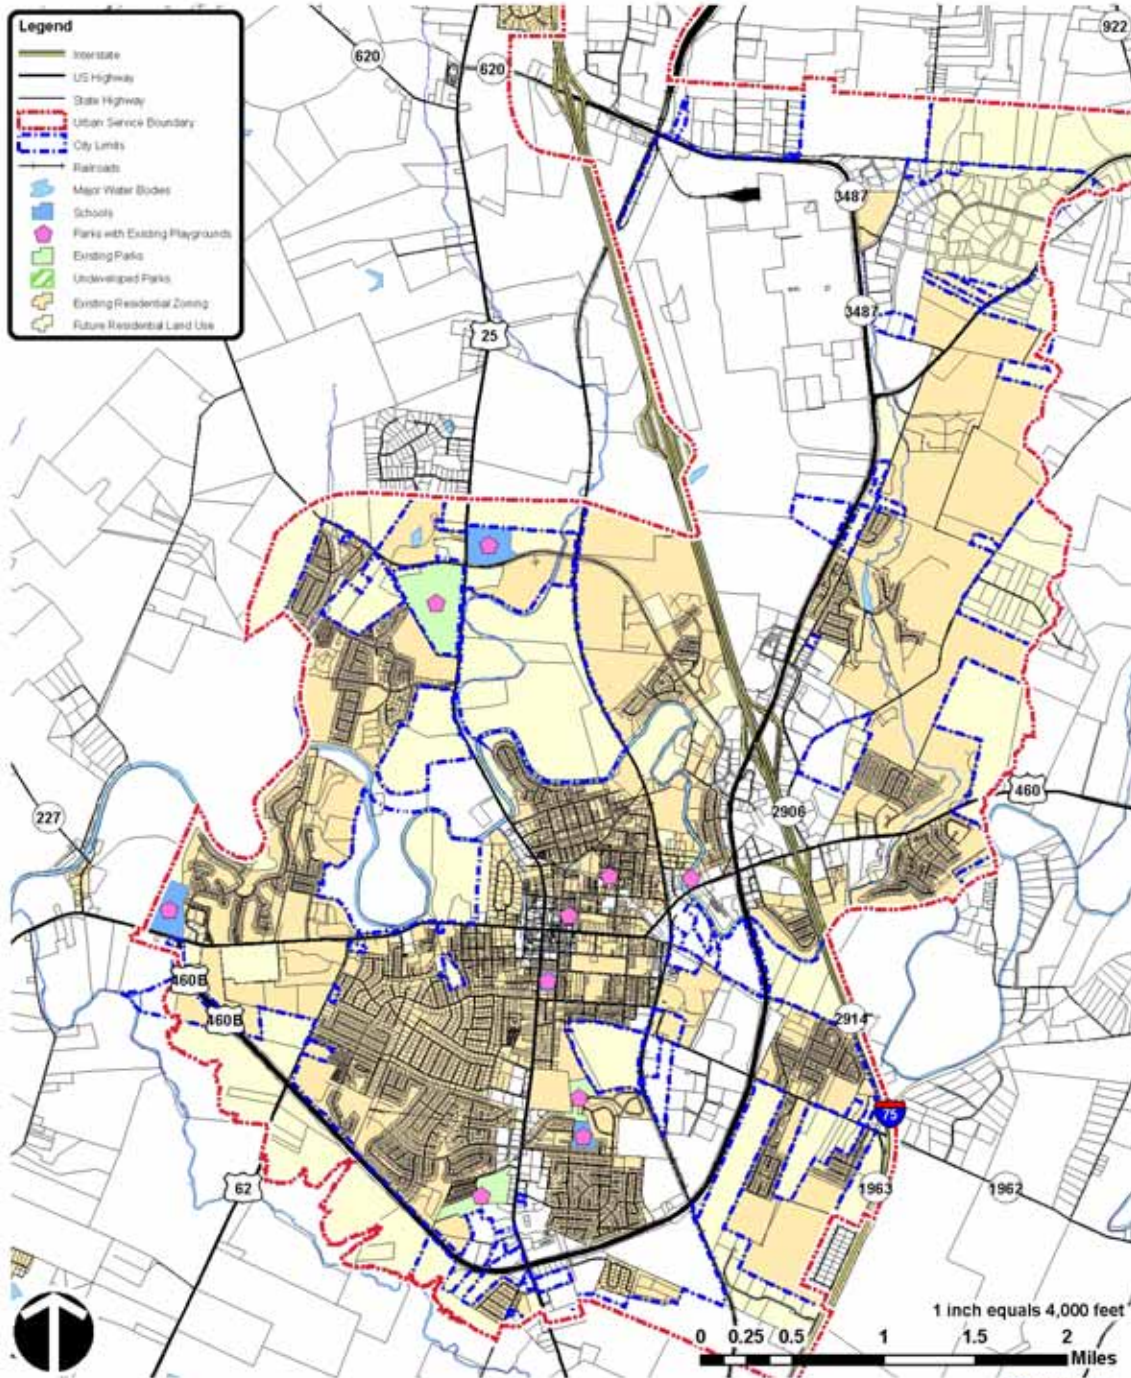 Legend
Interstate
US Highway
State Highway
Urban Service Boundary
City Limits
Railroads
Major Water Bodies
Schools
Parks with Existing Playgrounds
Existing Parks
Undeveloped Parks
Existing Residential Zoning
Future Residential Land Use
922
620
620
3487
3487
25
460
2906
227
460B
460B
2914
75
62
1963
1962
1 inch equals 4,000 feet
0 0.25 0.5 1 1.5 2
Miles